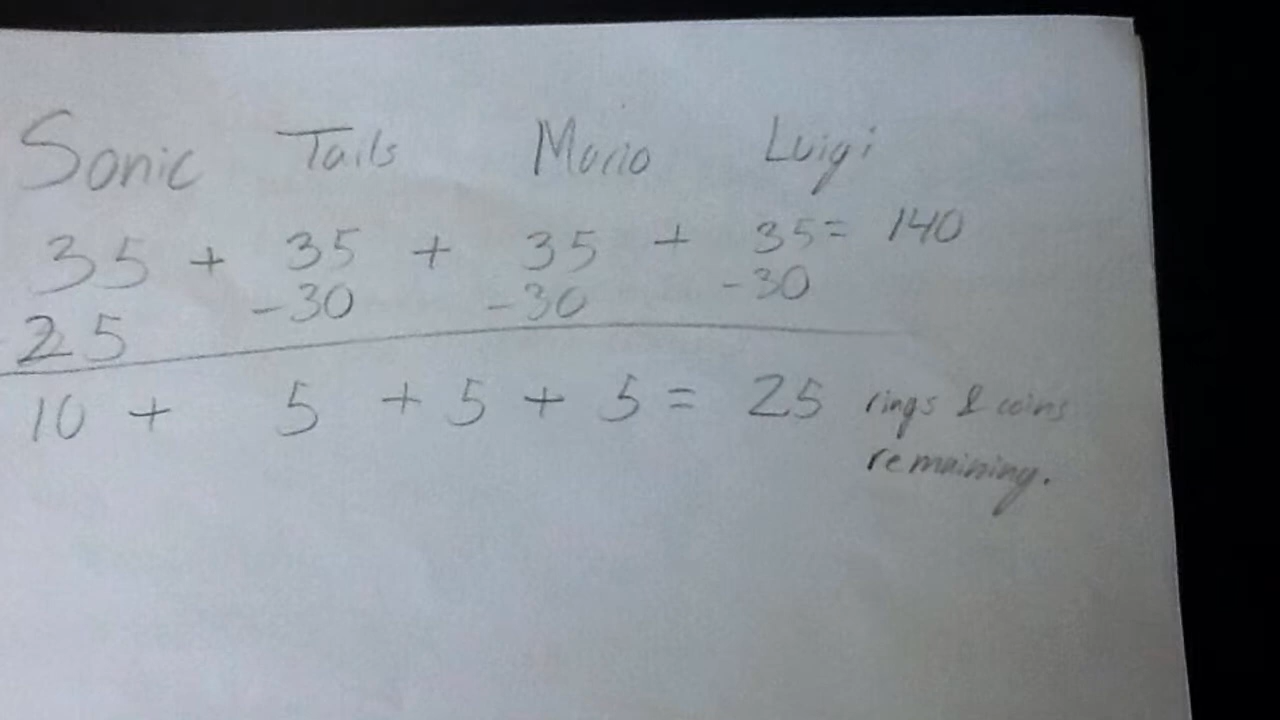 Sonic Tails Mario Luigi
35 + 35 + 35 + 35 = 140
25 -30 -30 -30
10 + 5 + 5 + 5 = 25 rings & coins
remaining.